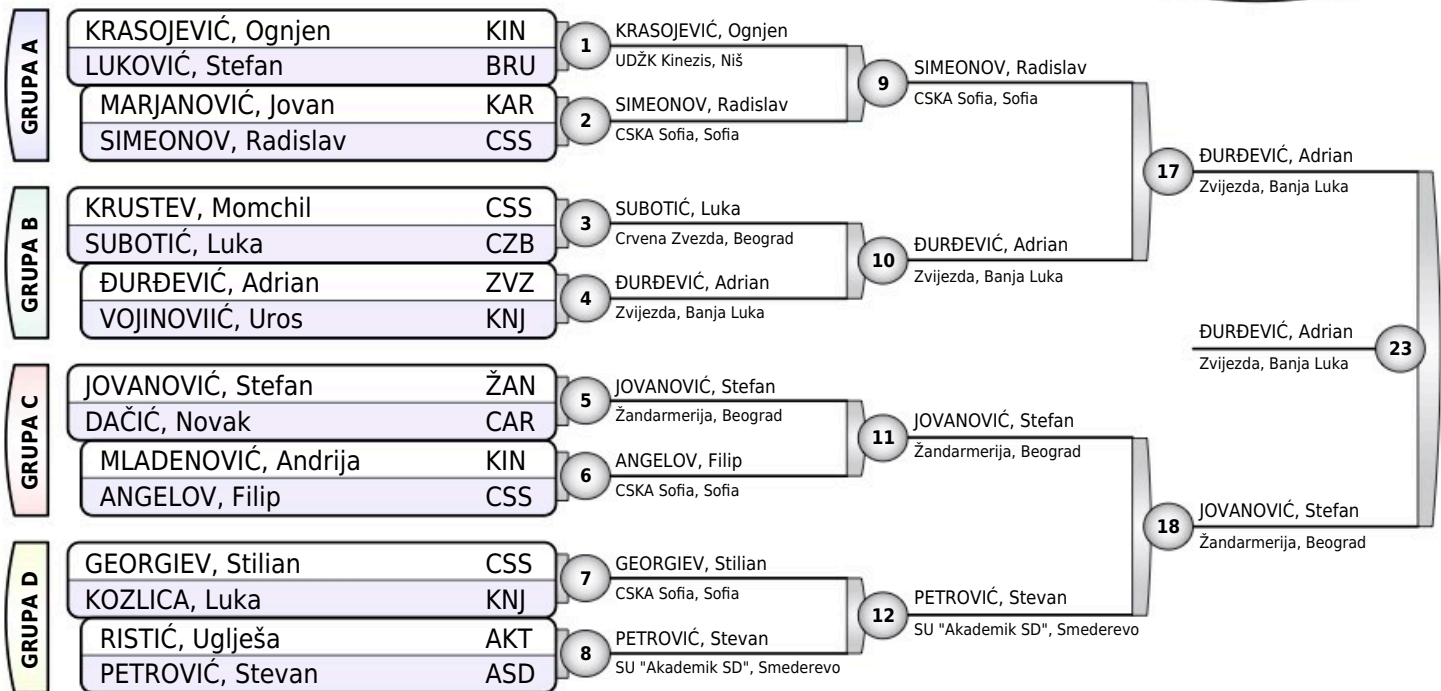 GRUPA A
KRASOJEVIĆ, Ognjen KIN
LUKOVIĆ, Stefan BRU
MARJANOVIĆ, Jovan KAR
SIMEONOV, Radislav CSS
1
KRASOJEVIĆ, Ognjen
UDŽK Kinezis, Niš
2
SIMEONOV, Radislav
CSKA Sofia, Sofia
9
SIMEONOV, Radislav
CSKA Sofia, Sofia
GRUPA B
KRUSTEV, Momchil CSS
SUBOTIĆ, Luka CZB
ĐURĐEVIĆ, Adrian ZVZ
VOJINOVIIĆ, Uros KNJ
3
SUBOTIĆ, Luka
Crvena Zvezda, Beograd
4
ĐURĐEVIĆ, Adrian
Zvijezda, Banja Luka
10
ĐURĐEVIĆ, Adrian
Zvijezda, Banja Luka
17
ĐURĐEVIĆ, Adrian
Zvijezda, Banja Luka
GRUPA C
JOVANOVIĆ, Stefan ŽAN
DAČIĆ, Novak CAR
MLADENOVIĆ, Andrija KIN
ANGELOV, Filip CSS
5
JOVANOVIĆ, Stefan
Žandarmerija, Beograd
6
ANGELOV, Filip
CSKA Sofia, Sofia
11
JOVANOVIĆ, Stefan
Žandarmerija, Beograd
GRUPA D
GEORGIEV, Stilian CSS
KOZLICA, Luka KNJ
RISTIĆ, Uglješa AKT
PETROVIĆ, Stevan ASD
7
GEORGIEV, Stilian
CSKA Sofia, Sofia
8
PETROVIĆ, Stevan
SU "Akademik SD", Smederevo
12
PETROVIĆ, Stevan
SU "Akademik SD", Smederevo
18
JOVANOVIĆ, Stefan
Žandarmerija, Beograd
ĐURĐEVIĆ, Adrian
Zvijezda, Banja Luka
23